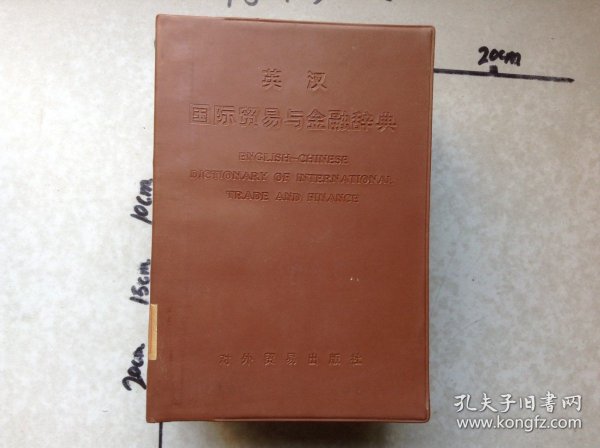 英汉
国际贸易与金融辞典
ENGLISH-CHINESE
DICTIONARY OF INTERNATIONAL
TRADE AND FINANCE
对外贸易出版社
20cm
10cm
15cm
20cm
孔夫子旧书网
www.kongfz.com